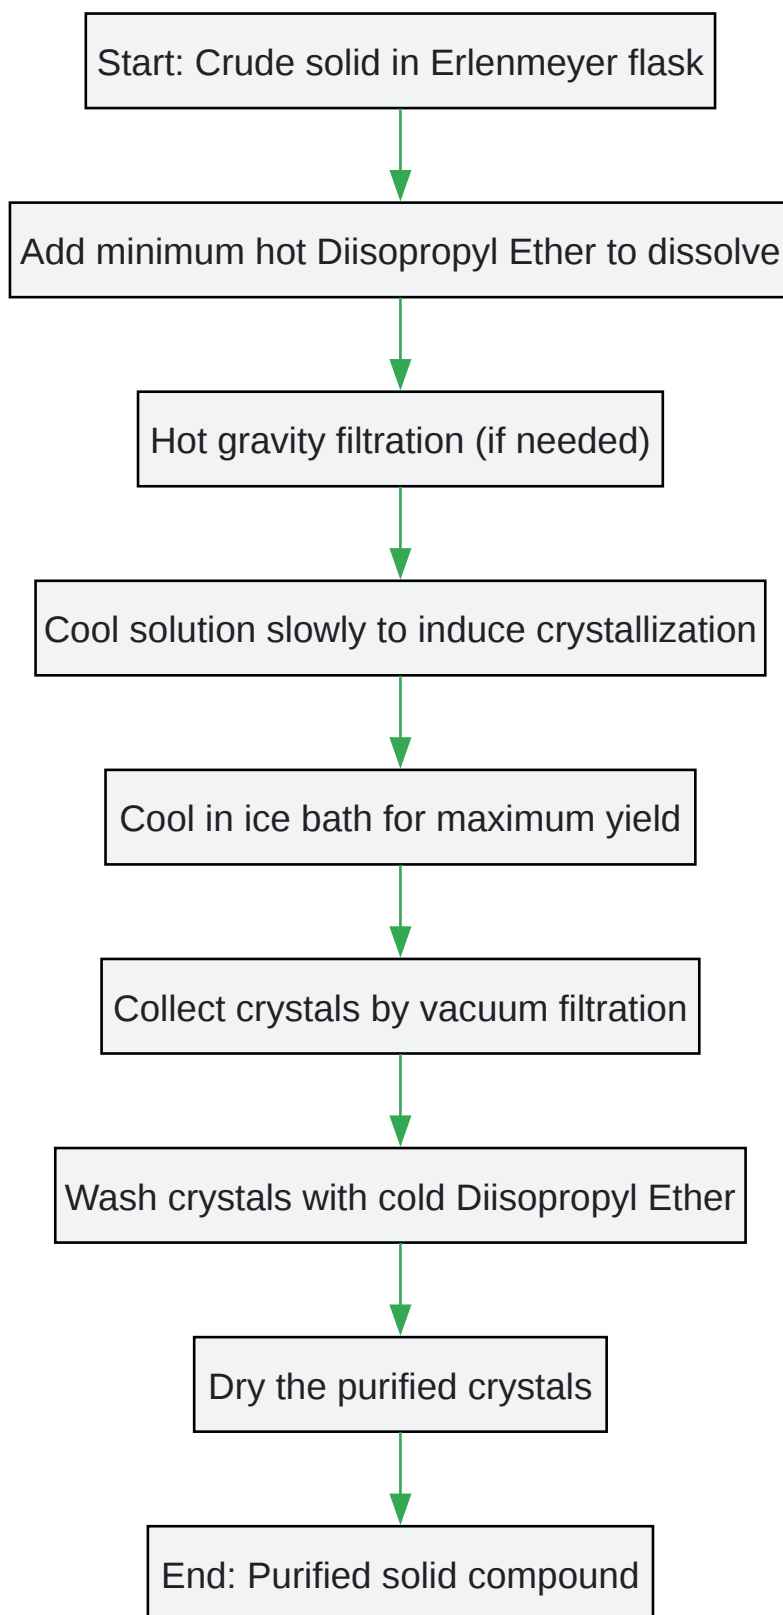 Start: Crude solid in Erlenmeyer flask
Add minimum hot Diisopropyl Ether to dissolve
Hot gravity filtration (if needed)
Cool solution slowly to induce crystallization
Cool in ice bath for maximum yield
Collect crystals by vacuum filtration
Wash crystals with cold Diisopropyl Ether
Dry the purified crystals
End: Purified solid compound